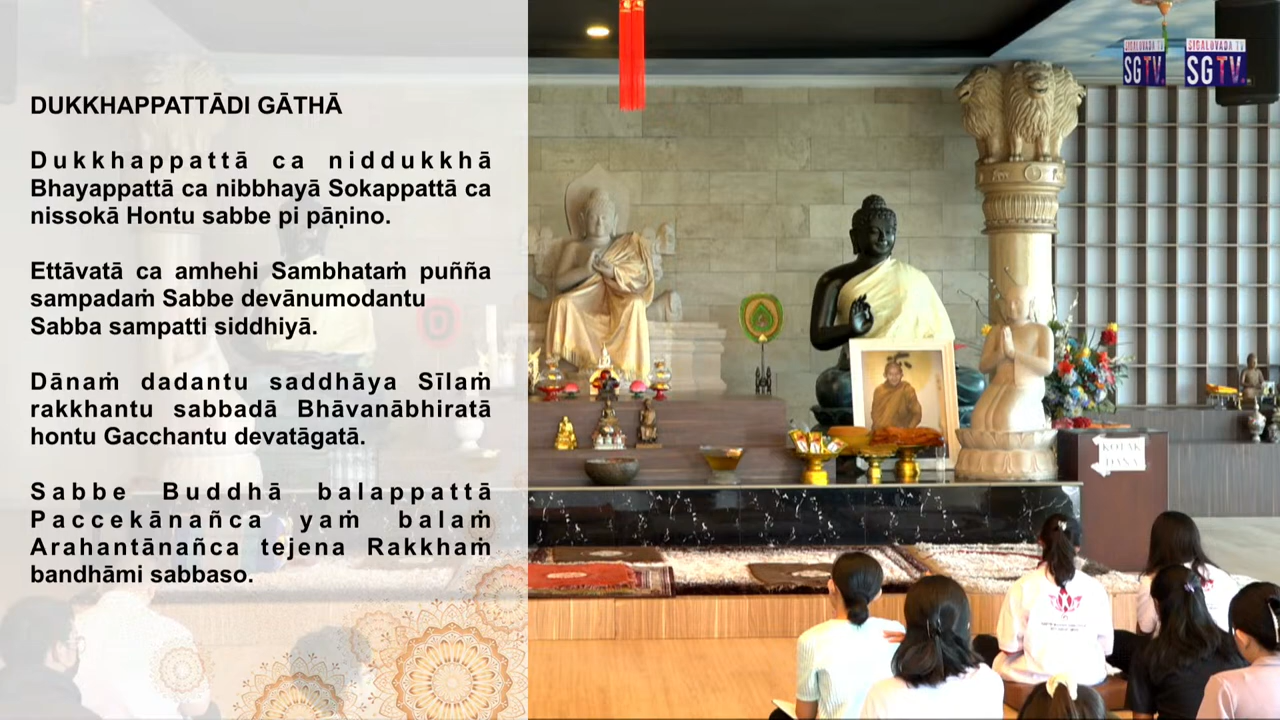 DUKKHAPPATTĀDI GĀTHĀ
Dukkhappattā ca niddukkhā
Bhayappattā ca nibbhayā Sokappattā ca
nissokā Hontu sabbe pi pāṇino.
Ettāvatā ca amhehi Sambhataṁ puñña
sampadaṁ Sabbe devānumodantu
Sabba sampatti siddhiyā.
Dānaṁ dadantu saddhāya Sīlaṁ
rakkhantu sabbadā Bhāvanābhiratā
hontu Gacchantu devatāgatā.
Sabbe Buddhā balappattā
Paccekānañca yaṁ balaṁ
Arahantānañca tejena Rakkhaṁ
bandhāmi sabbaso.
SIGALOVADA TV
SGTV
SIGALOVADA TV
SGTV
KOTAK
DANA